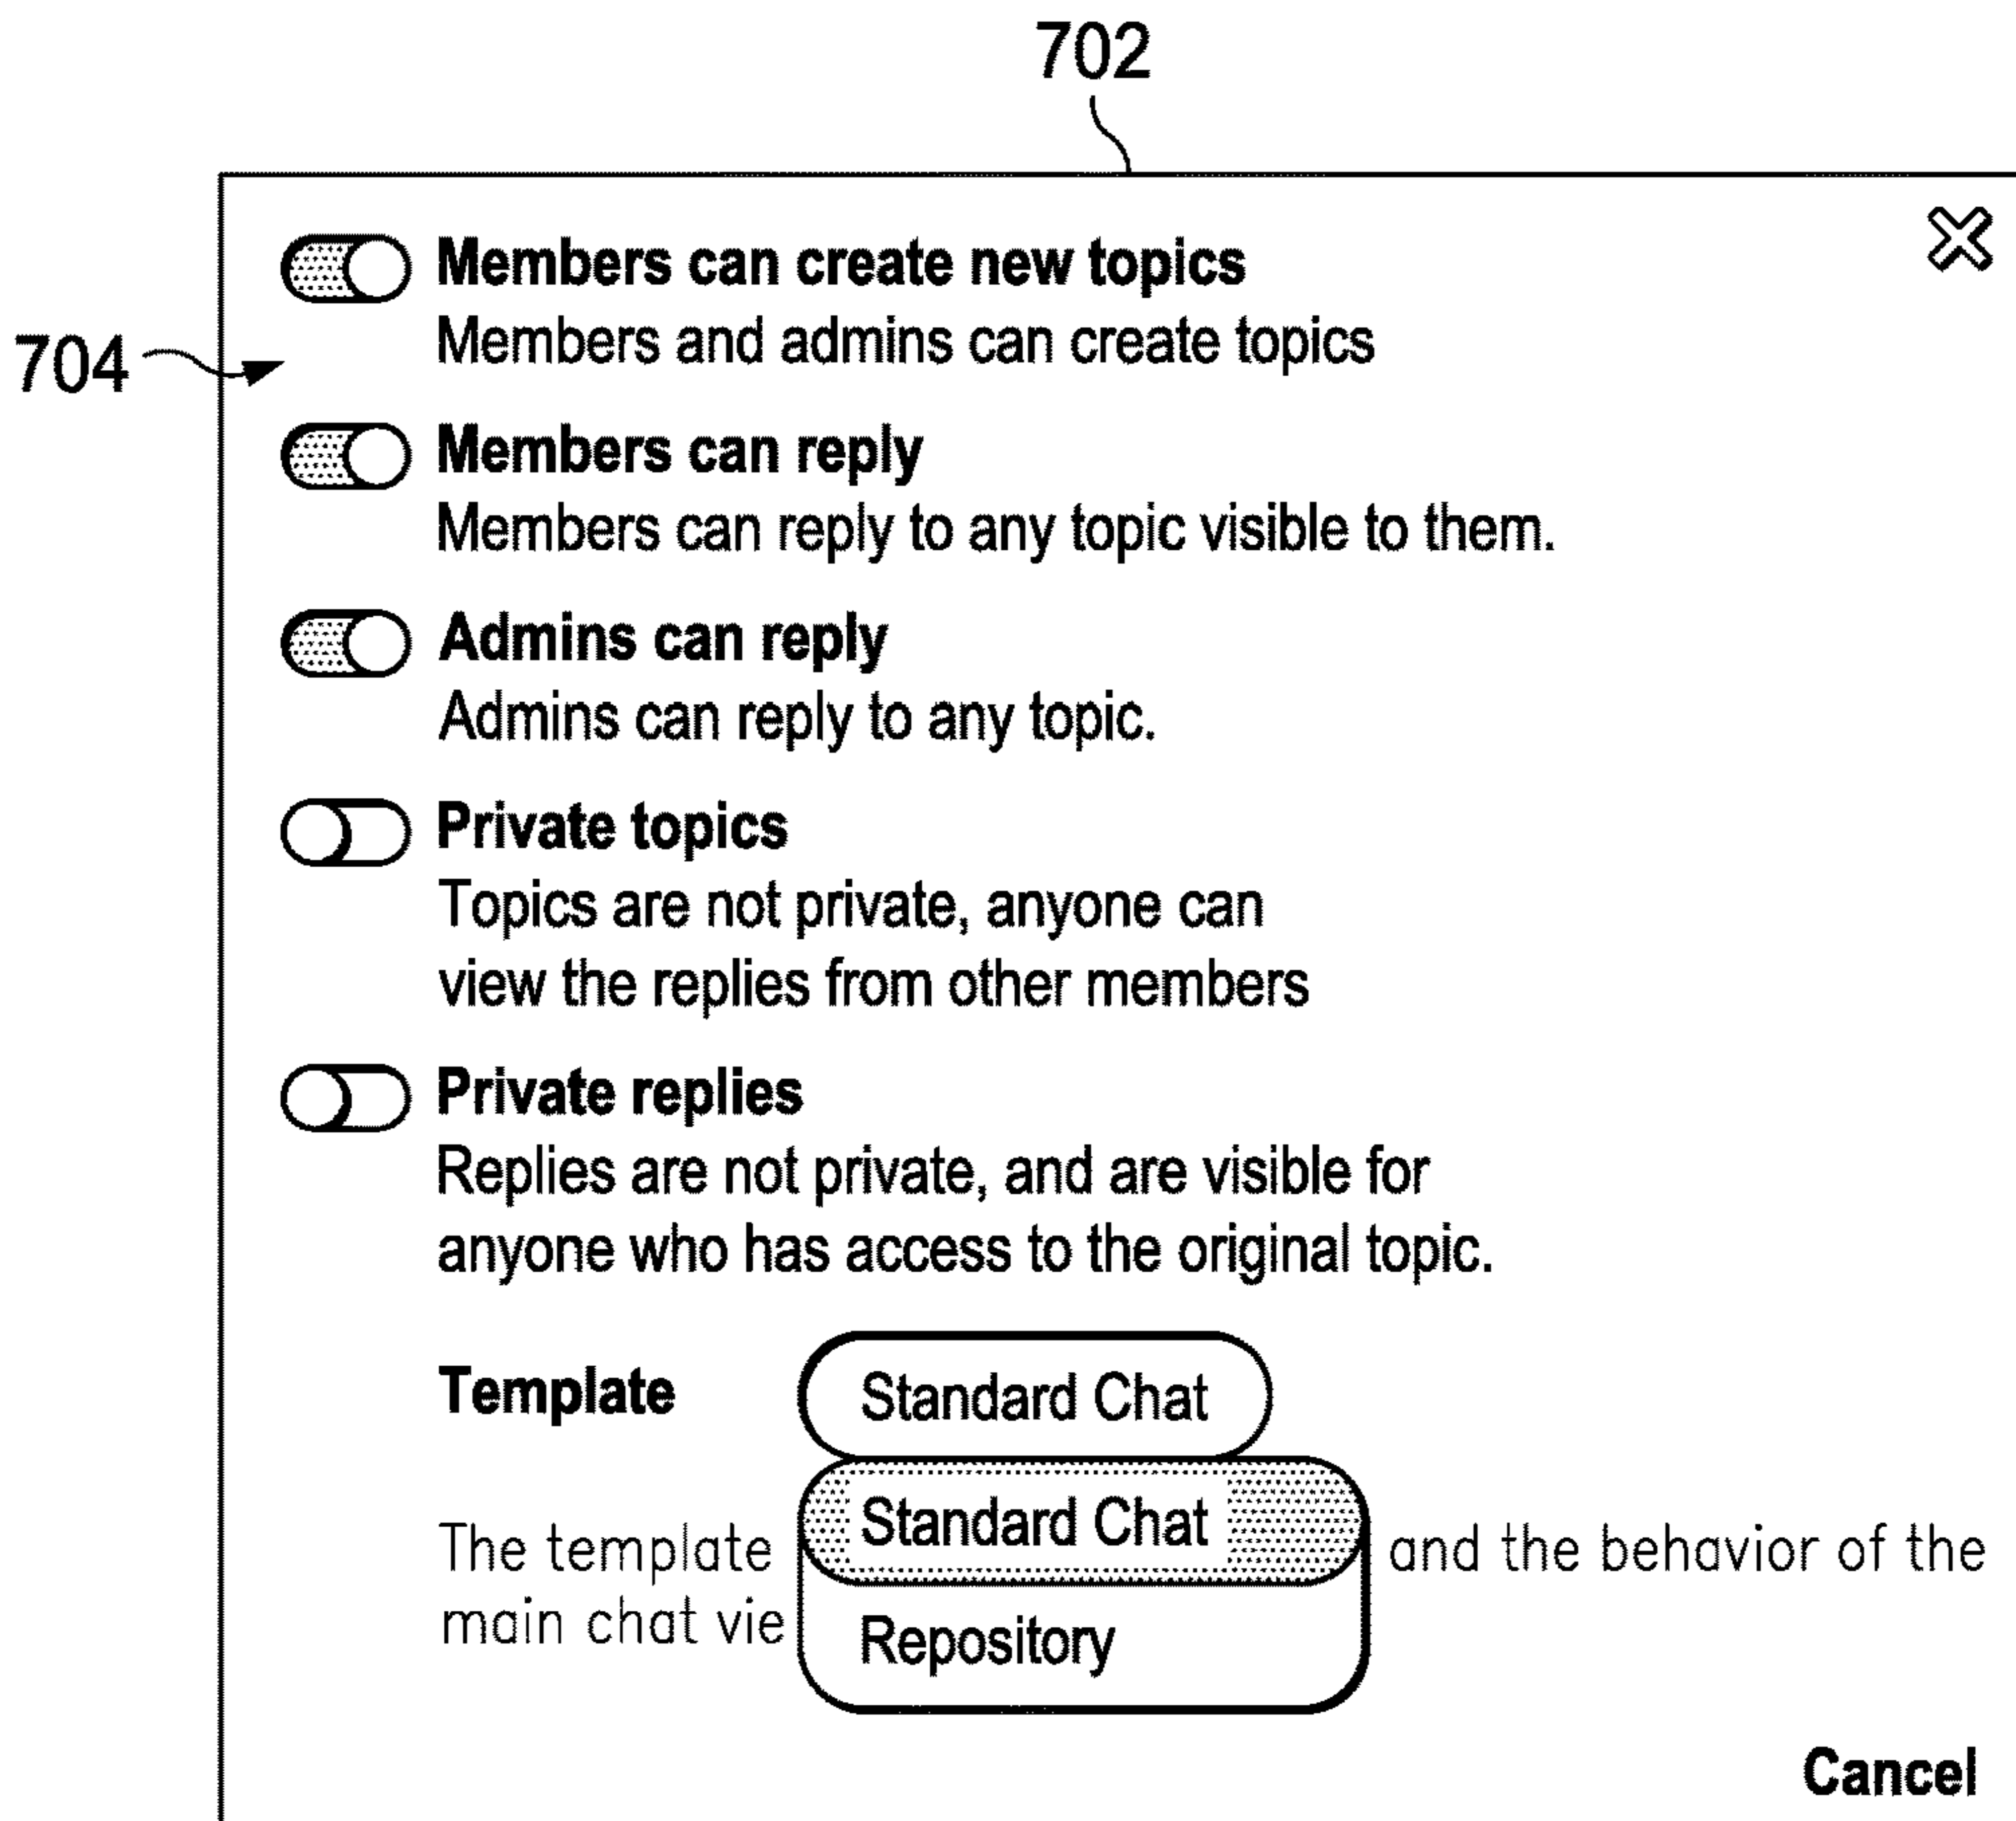 702
704
Members can create new topics
Members and admins can create topics
Members can reply
Members can reply to any topic visible to them.
Admins can reply
Admins can reply to any topic.
Private topics
Topics are not private, anyone can
view the replies from other members
Private replies
Replies are not private, and are visible for
anyone who has access to the original topic.
Template Standard Chat
Standard Chat
The template and the behavior of the
main chat vie
Repository
Cancel